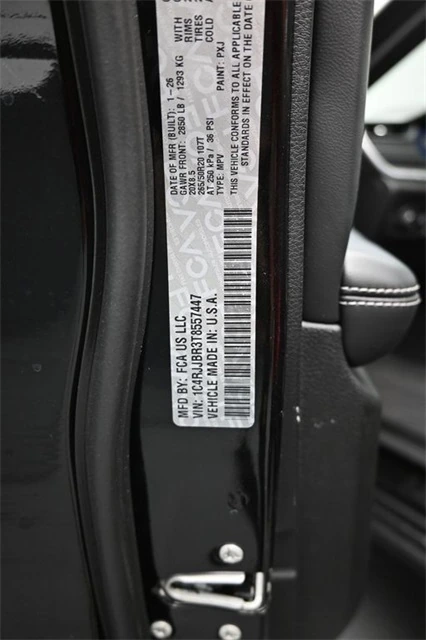 MFD BY: FCA US LLC
VIN: 1C4RJJBR3T8557447
VEHICLE MADE IN: U.S.A.
DATE OF MFR (BUILT): 1-26
GAWR FRONT: 2850 LB / 1293 KG WITH
20X8.5 RIMS
265/50R20 107T TIRES
AT 250 kPa / 36 PSI COLD
TYPE: MPV PAINT: PXJ
THIS VEHICLE CONFORMS TO ALL APPLICABLE
STANDARDS IN EFFECT ON THE DATE O